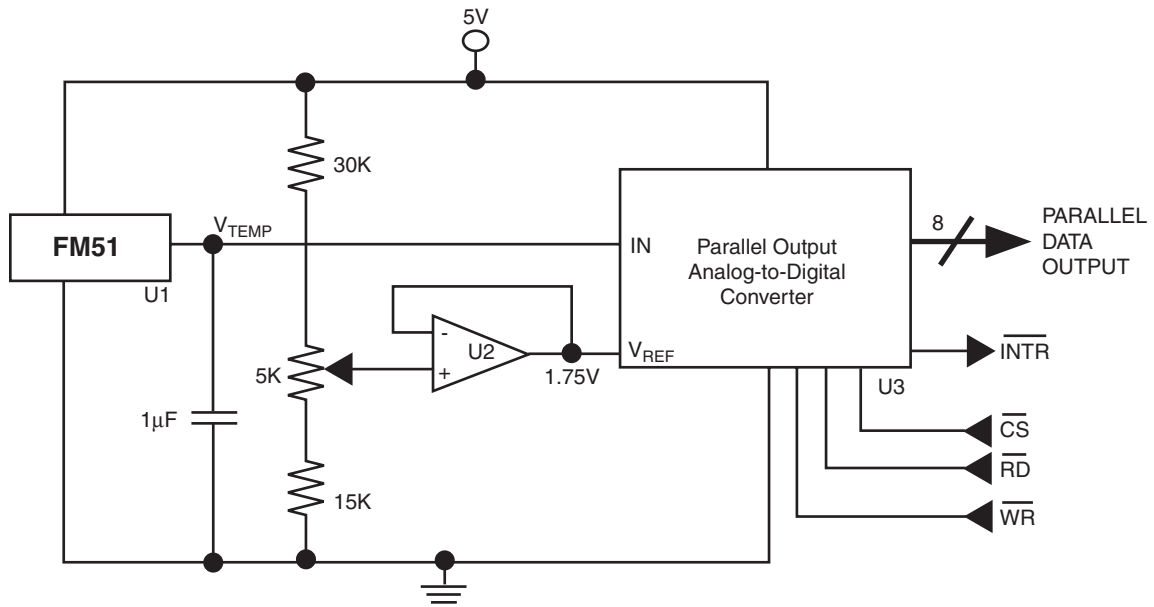 5V
30K
FM51
U1
V_TEMP
IN
Parallel Output
Analog-to-Digital
Converter
8
PARALLEL
DATA
OUTPUT
-
U2
+
5K
1.75V
V_REF
U3
INTR
1μF
15K
CS
RD
WR